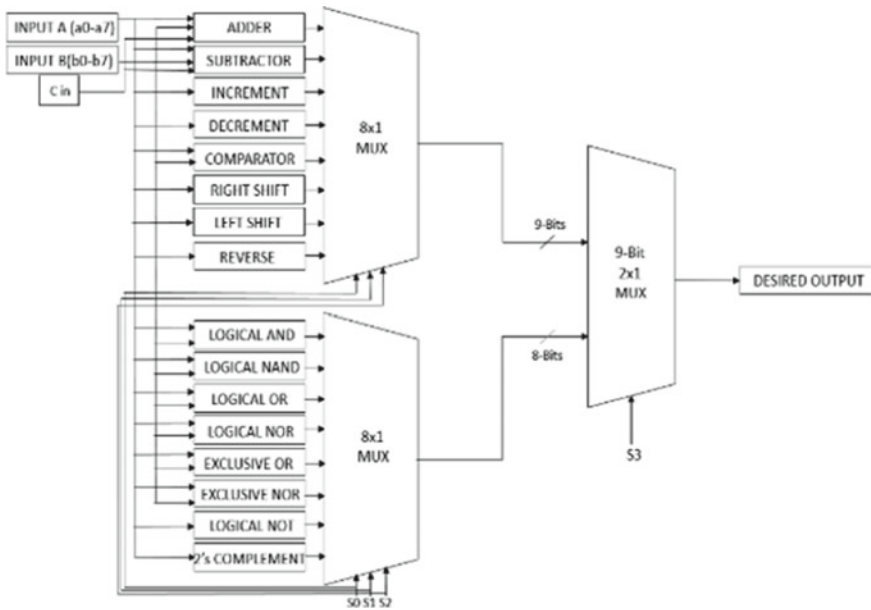 INPUT A (a0-a7)
INPUT B(b0-b7)
C in
ADDER
SUBTRACTOR
INCREMENT
DECREMENT
COMPARATOR
RIGHT SHIFT
LEFT SHIFT
REVERSE
8x1
MUX
LOGICAL AND
LOGICAL NAND
LOGICAL OR
LOGICAL NOR
EXCLUSIVE OR
EXCLUSIVE NOR
LOGICAL NOT
2's COMPLEMENT
8x1
MUX
S0 S1 S2
9-Bits
8-Bits
9-Bit
2x1
MUX
S3
DESIRED OUTPUT